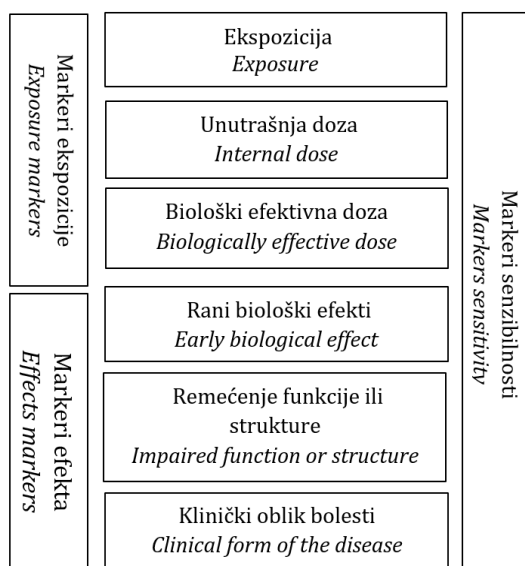 Markeri ekspozicije
Exposure markers
Markeri efekta
Effects markers
Ekspozicija
Exposure
Unutrašnja doza
Internal dose
Biološki efektivna doza
Biologically effective dose
Rani biološki efekti
Early biological effect
Remećenje funkcije ili
strukture
Impaired function or structure
Klinički oblik bolesti
Clinical form of the disease
Markeri senzibilnosti
Markers sensitivity